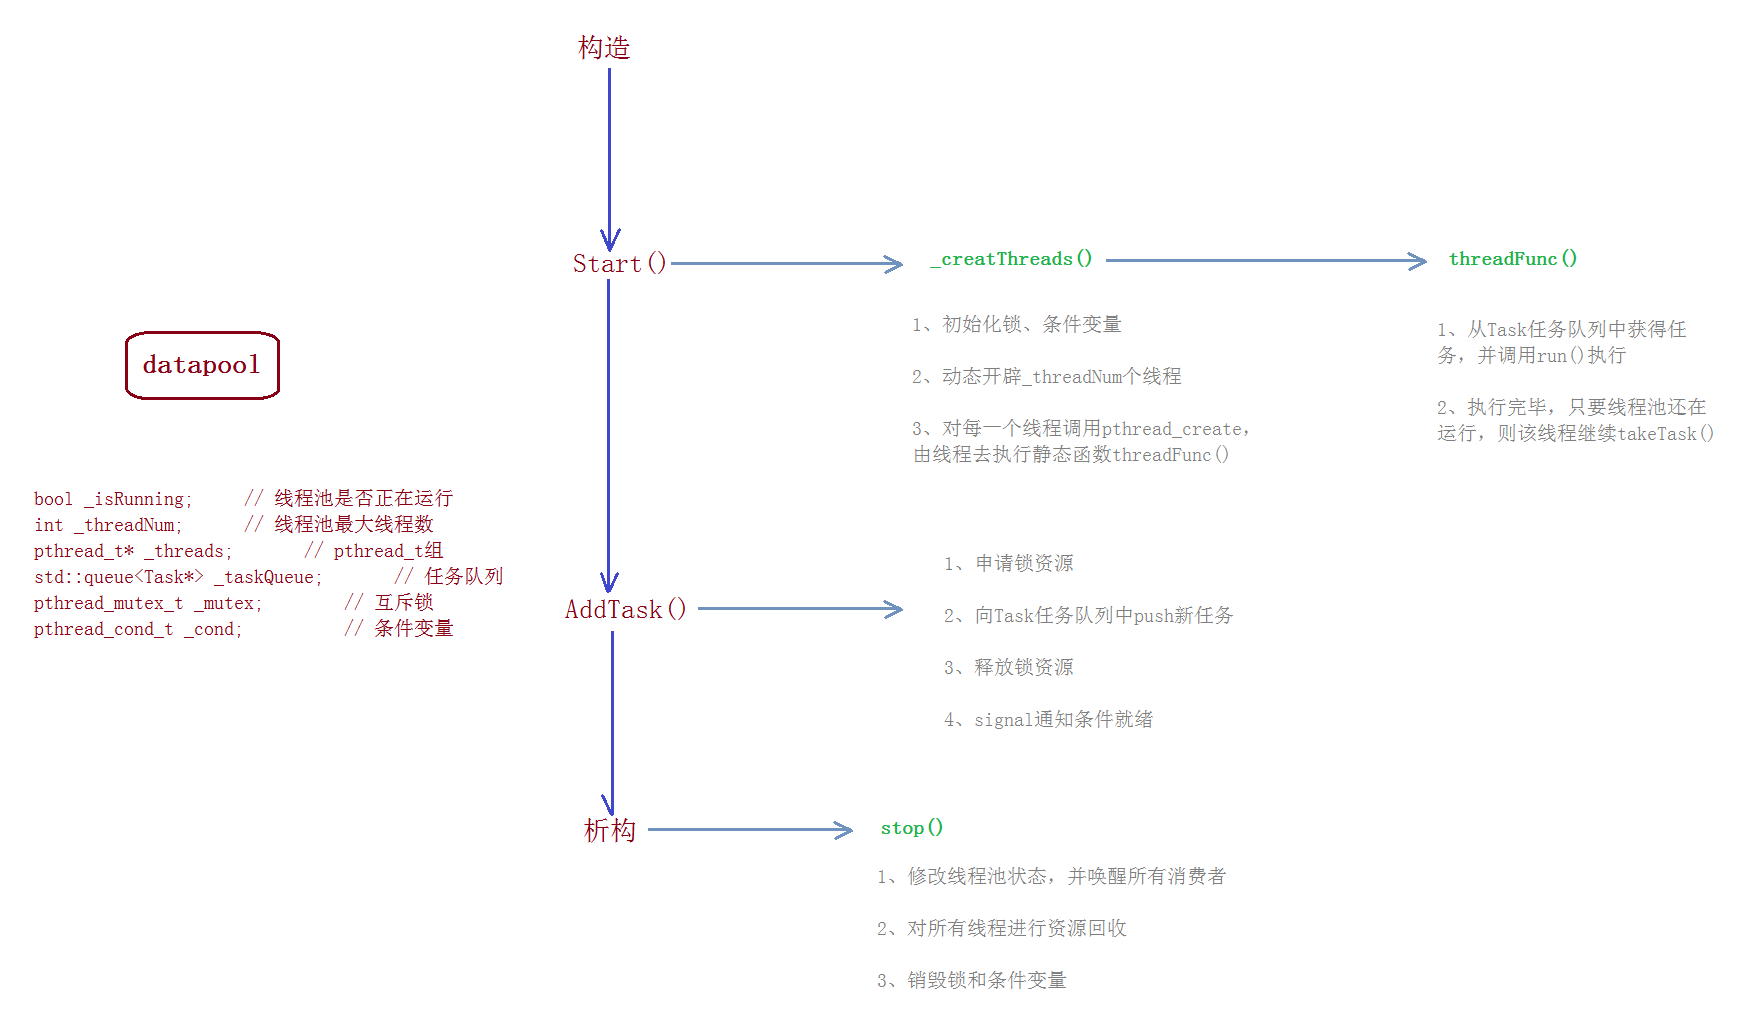 构造
Start()
_creatThreads()
threadFunc()
1、初始化锁、条件变量
2、动态开辟_threadNum个线程
3、对每一个线程调用pthread_create，
由线程去执行静态函数threadFunc()
1、从Task任务队列中获得任
务，并调用run()执行
2、执行完毕，只要线程池还在
运行，则该线程继续takeTask()
datapool
bool _isRunning; // 线程池是否正在运行
int _threadNum; // 线程池最大线程数
pthread_t* _threads; // pthread_t组
std::queue<Task*> _taskQueue; // 任务队列
pthread_mutex_t _mutex; // 互斥锁
pthread_cond_t _cond; // 条件变量
AddTask()
1、申请锁资源
2、向Task任务队列中push新任务
3、释放锁资源
4、signal通知条件就绪
析构
stop()
1、修改线程池状态，并唤醒所有消费者
2、对所有线程进行资源回收
3、销毁锁和条件变量